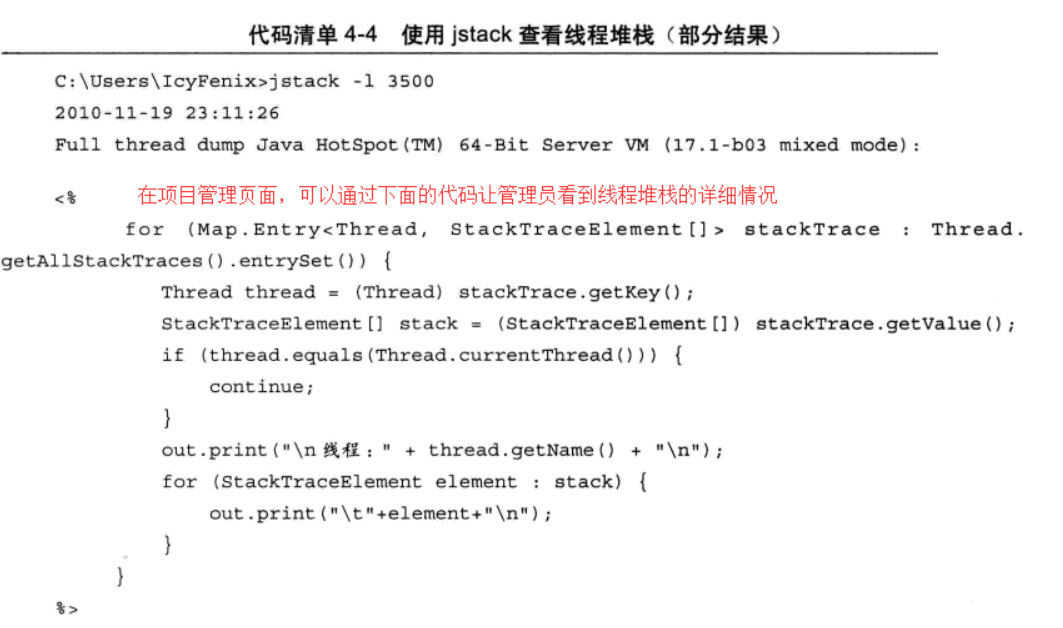 代码清单 4-4 使用 jstack 查看线程堆栈（部分结果）
C:\Users\IcyFenix>jstack -l 3500
2010-11-19 23:11:26
Full thread dump Java HotSpot(TM) 64-Bit Server VM (17.1-b03 mixed mode):
<% 在项目管理页面，可以通过下面的代码让管理员看到线程堆栈的详细情况
for (Map.Entry<Thread, StackTraceElement[]> stackTrace : Thread.
getAllStackTraces().entrySet()) {
Thread thread = (Thread) stackTrace.getKey();
StackTraceElement[] stack = (StackTraceElement[]) stackTrace.getValue();
if (thread.equals(Thread.currentThread())) {
continue;
}
out.print("\n 线程：" + thread.getName() + "\n");
for (StackTraceElement element : stack) {
out.print("\t"+element+"\n");
}
}
%>